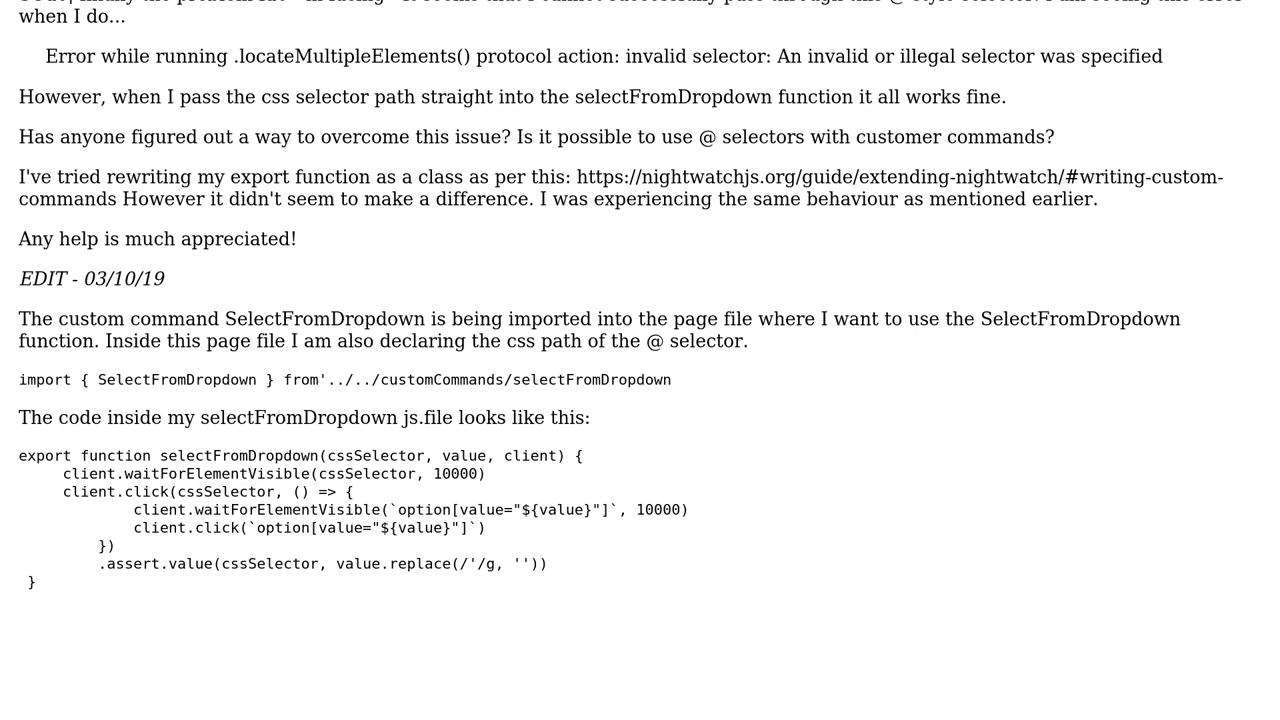 when I do...
Error while running .locateMultipleElements() protocol action: invalid selector: An invalid or illegal selector was specified
However, when I pass the css selector path straight into the selectFromDropdown function it all works fine.
Has anyone figured out a way to overcome this issue? Is it possible to use @ selectors with customer commands?
I've tried rewriting my export function as a class as per this: https://nightwatchjs.org/guide/extending-nightwatch/#writing-custom-
commands However it didn't seem to make a difference. I was experiencing the same behaviour as mentioned earlier.
Any help is much appreciated!
EDIT - 03/10/19
The custom command SelectFromDropdown is being imported into the page file where I want to use the SelectFromDropdown
function. Inside this page file I am also declaring the css path of the @ selector.
import { SelectFromDropdown } from'../../customCommands/selectFromDropdown
The code inside my selectFromDropdown js.file looks like this:
export function selectFromDropdown(cssSelector, value, client) {
     client.waitForElementVisible(cssSelector, 10000)
     client.click(cssSelector, () => {
             client.waitForElementVisible(`option[value="${value}"]`, 10000)
             client.click(`option[value="${value}"]`)
         })
         .assert.value(cssSelector, value.replace(/'/g, ''))
 }